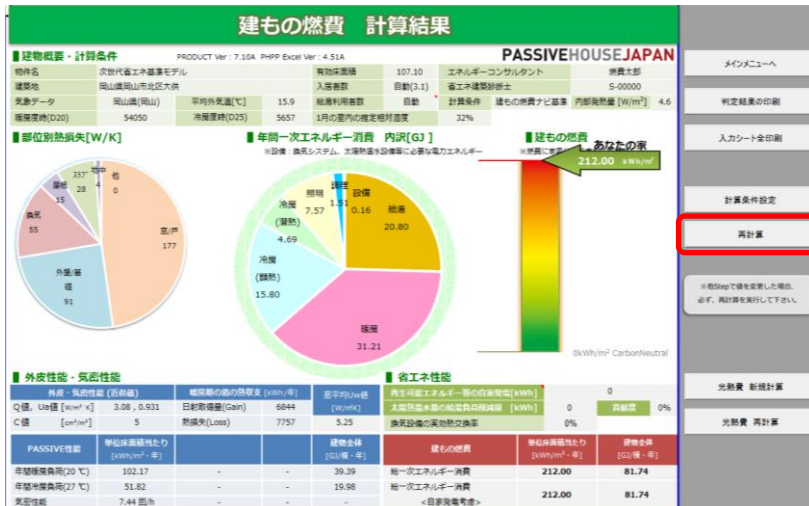 建もの燃費　計算結果
■建物概要・計算条件 PRODUCT Ver : 7.10A PHPP Excel Ver : 4.51A PASSIVEHOUSEJAPAN
物件名 次世代省エネ基準モデル 有効床面積 107.10 エネルギーコンサルタント 燃費太郎
建築地 岡山県岡山市北区大供 入居者数 自動(3.1) 省エネ建築診断士 S-00000
気象データ 岡山県(岡山) 平均外気温[℃] 15.9 給湯利用者数 自動 計算条件 建もの燃費ナビ基準 内部発熱量 [W/m²] 4.6
暖房度時(D20) 54050 冷房度時(D25) 5657 1月の室内の推定相対湿度 32%
■部位別熱損失[W/K]
窓/戸
177
外壁/基礎
91
換気
55
屋根
15
28
4
他
0
■年間一次エネルギー消費　内訳[GJ ]
※設備：換気システム、太陽熱温水設備等に必要な電力エネルギー
設備
0.16
給湯
20.80
暖房
31.21
冷房
(顕熱)
15.80
冷房
(潜熱)
4.69
照明
7.57
調理
1.51
■建もの燃費
あなたの家
212.00 kWh/m²
0kWh/m² CarbonNeutral
■ 外皮性能・気密性能
外皮・気密性能 (近似値) 暖房期の窓の熱収支 [kWh/年] 窓平均Uw値
[W/m²K]
Q値, Ua値 [W/m² K] 3.08 , 0.931 日射取得量(Gain) 6844
C値 [cm²/m²] 5 熱損失(Loss) 7757 5.25
PASSIVE性能 単位床面積当たり
[kWh/m²・年] 建物全体
[GJ/棟・年]
年間暖房負荷(20 ℃) 102.17 - - 39.39
年間冷房負荷(27 ℃) 51.82 - - 19.98
気密性能 7.44 回/h - - --
■ 省エネ性能
再生可能エネルギー等の自家発電[kWh] 0
太陽熱温水器の給湯負荷削減量 [kWh] 0 貢献度 0%
換気設備の実効熱交換率 0%
建もの燃費 単位床面積当たり
[kWh/m²・年] 建物全体
[GJ/棟・年]
総一次エネルギー消費 212.00 81.74
総一次エネルギー消費
<自家発電考慮> 212.00 81.74
メインメニューへ
判定結果の印刷
入力シート全印刷
計算条件設定
再計算
※他Stepで値を変更した場合、
必ず、再計算を実行して下さい。
光熱費 新規計算
光熱費 再計算